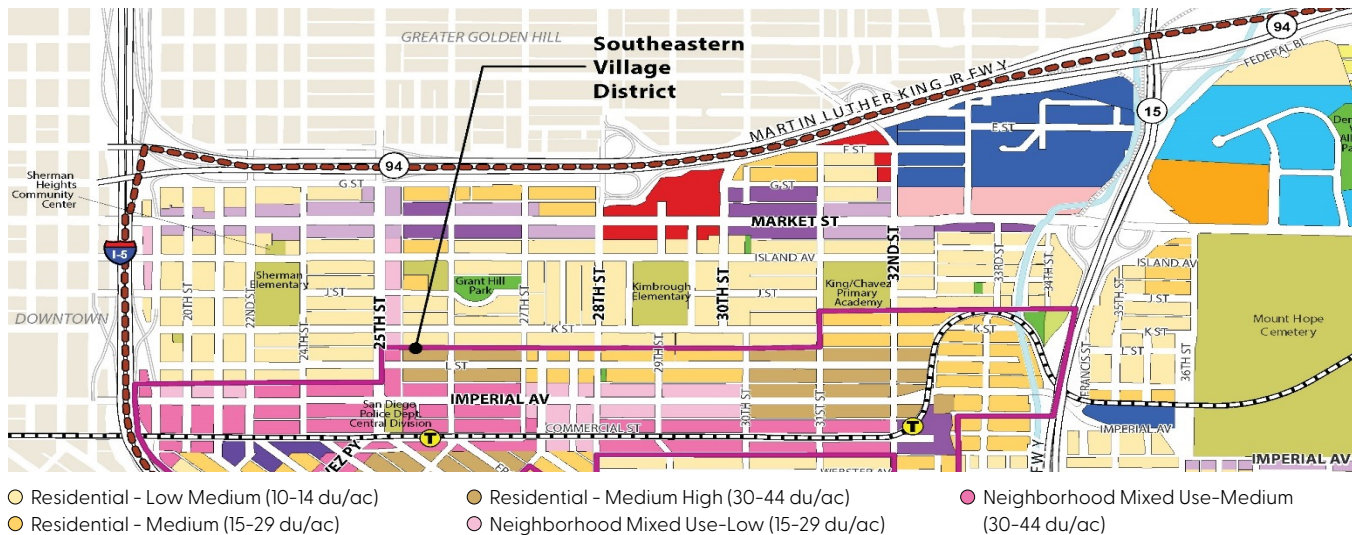 GREATER GOLDEN HILL
Southeastern
Village
District
94
MARTIN LUTHER KING JR FWY
94
FEDERAL BL
15
E ST
F ST
Sherman
Heights
Community
Center
G ST
G ST
MARKET ST
I-5
ISLAND AV
ISLAND AV
DOWNTOWN
20TH ST
22ND ST
Sherman
Elementary
24TH ST
J ST
25TH ST
Grant Hill
Park
27TH ST
28TH ST
Kimbrough
Elementary
30TH ST
J ST
King/Chavez
Primary
Academy
32ND ST
33RD ST
34TH ST
35TH ST
J ST
Mount Hope
Cemetery
K ST
29TH ST
K ST
K ST
L ST
L ST
FRANCIS ST
36TH ST
IMPERIAL AV
San Diego
Police Dept.
Central Division
30TH ST
31ST ST
COMMERCIAL ST
T
T
IMPERIAL AV
IMPERIAL AV
WEBSTER AV
EZ PY
FWY
Residential - Low Medium (10-14 du/ac)
Residential - Medium (15-29 du/ac)
Residential - Medium High (30-44 du/ac)
Neighborhood Mixed Use-Low (15-29 du/ac)
Neighborhood Mixed Use-Medium
(30-44 du/ac)